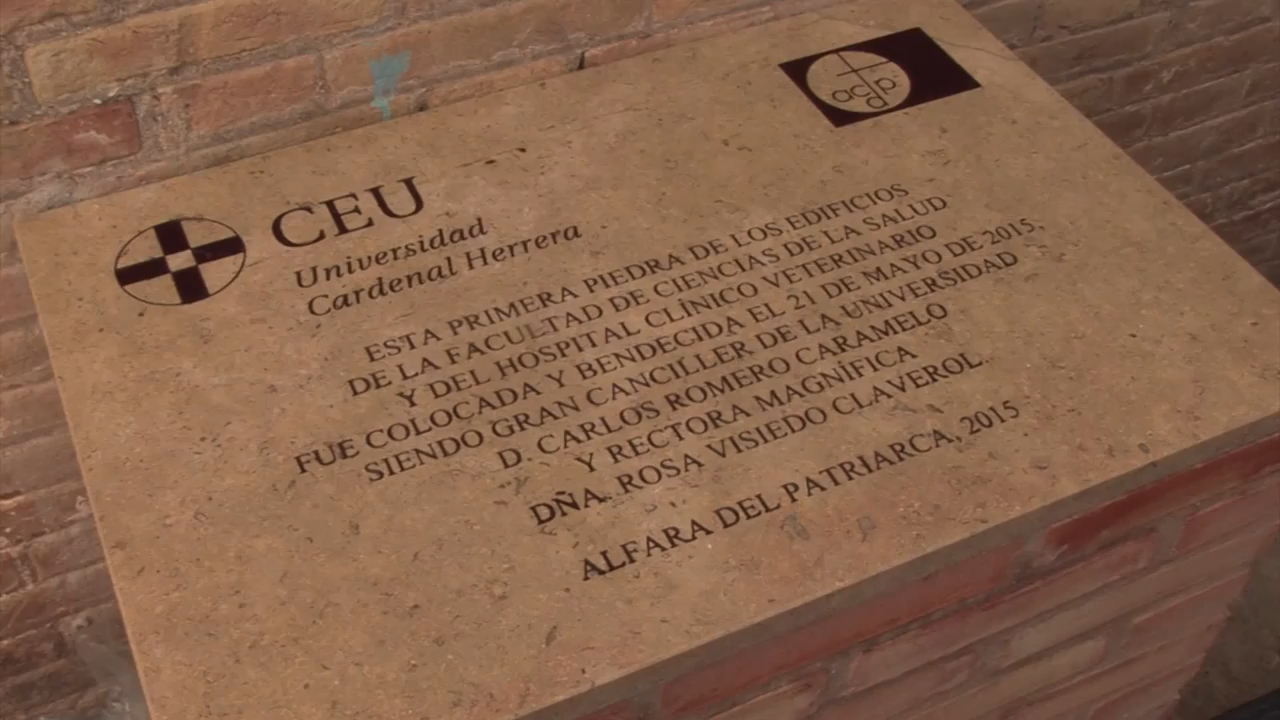 acdp
CEU
Universidad
Cardenal Herrera
ESTA PRIMERA PIEDRA DE LOS EDIFICIOS
DE LA FACULTAD DE CIENCIAS DE LA SALUD
Y DEL HOSPITAL CLÍNICO VETERINARIO
FUE COLOCADA Y BENDECIDA EL 21 DE MAYO DE 2015,
SIENDO GRAN CANCILLER DE LA UNIVERSIDAD
D. CARLOS ROMERO CARAMELO
Y RECTORA MAGNÍFICA
DÑA. ROSA VISIEDO CLAVEROL.
ALFARA DEL PATRIARCA, 2015